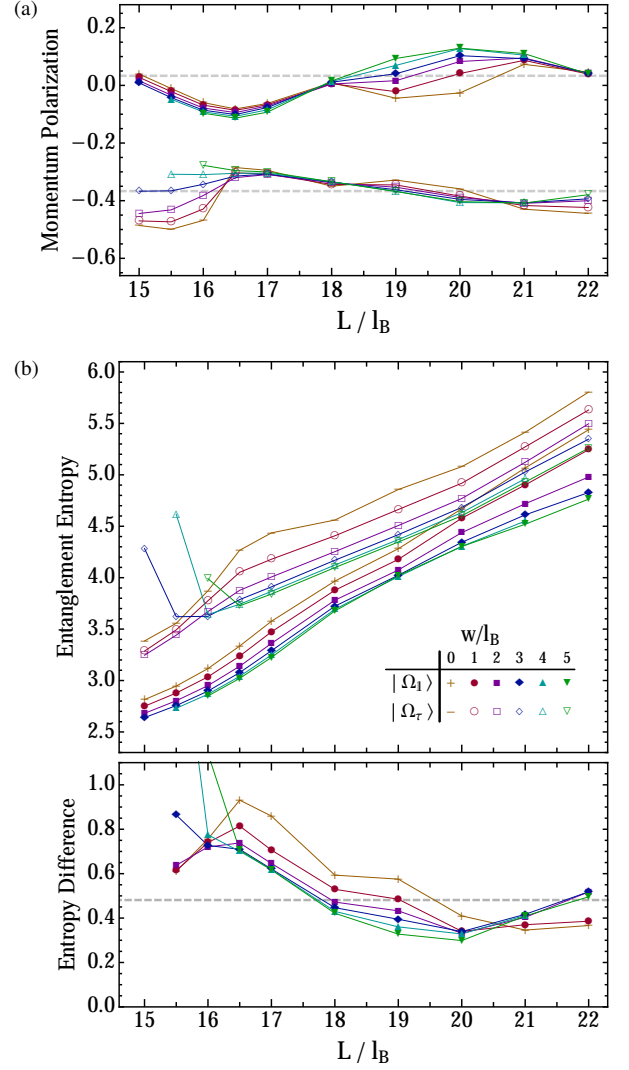 (a)
0.2
0.0
−0.2
−0.4
−0.6
Momentum Polarization
15 16 17 18 19 20 21 22
L / l_B
(b)
6.0
5.5
5.0
4.5
4.0
3.5
3.0
2.5
Entanglement Entropy
w/l_B
0 1 2 3 4 5
| Ω_𝟙 ⟩
| Ω_τ ⟩
1.0
0.8
0.6
0.4
0.2
0.0
Entropy Difference
15 16 17 18 19 20 21 22
L / l_B